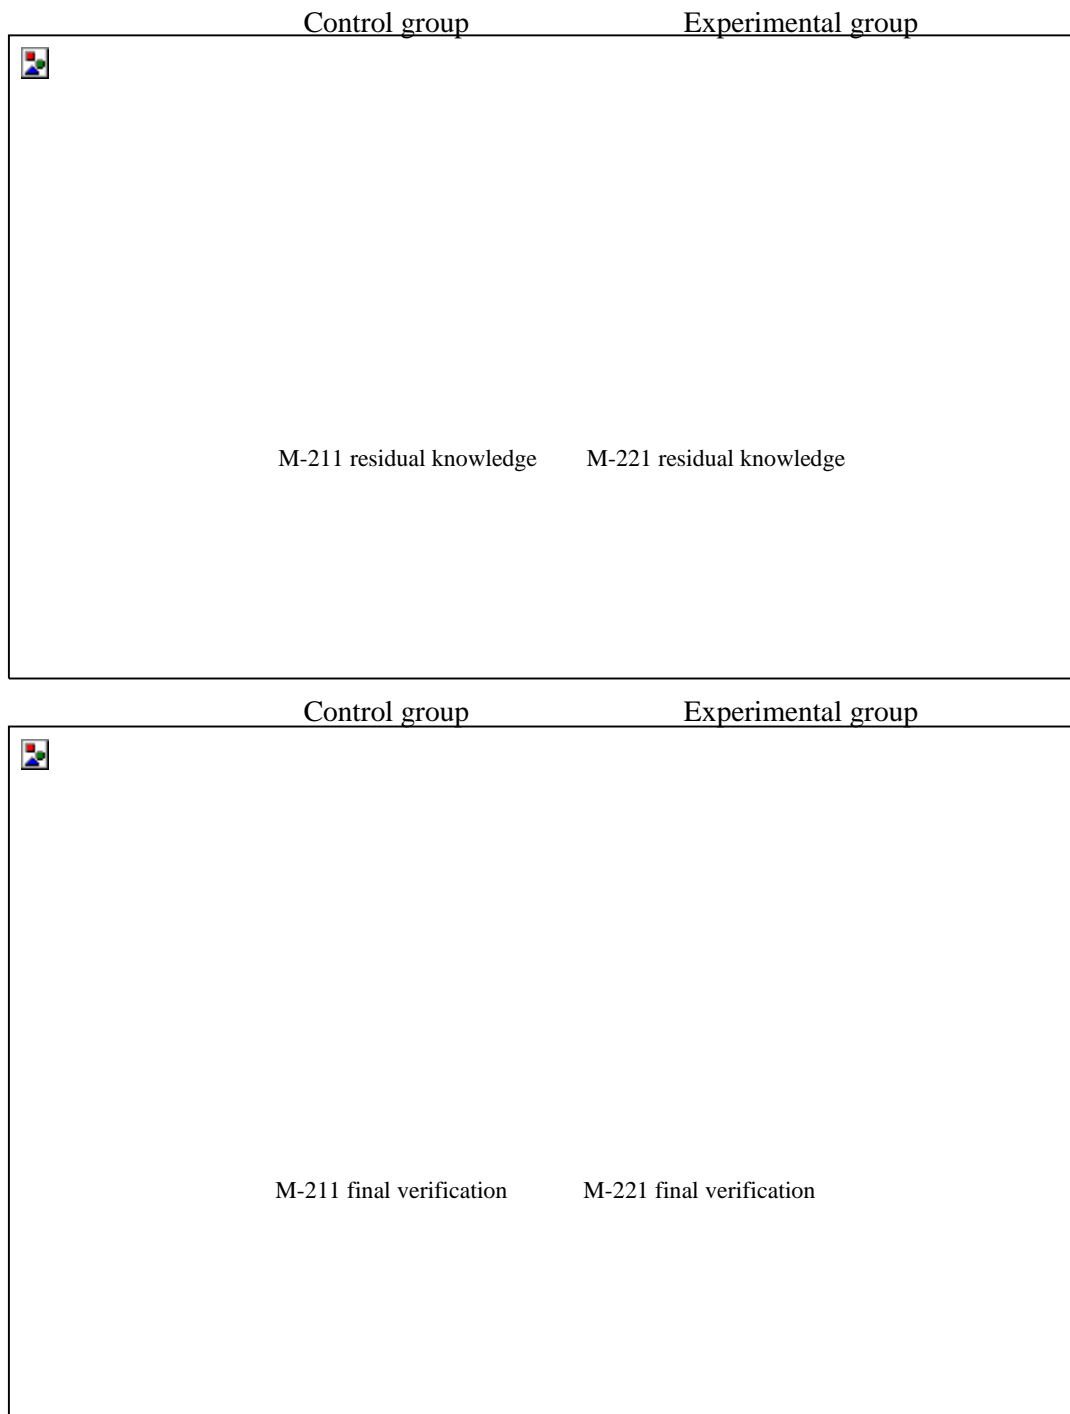 Control group Experimental group
M-211 residual knowledge M-221 residual knowledge
Control group Experimental group
M-211 final verification M-221 final verification